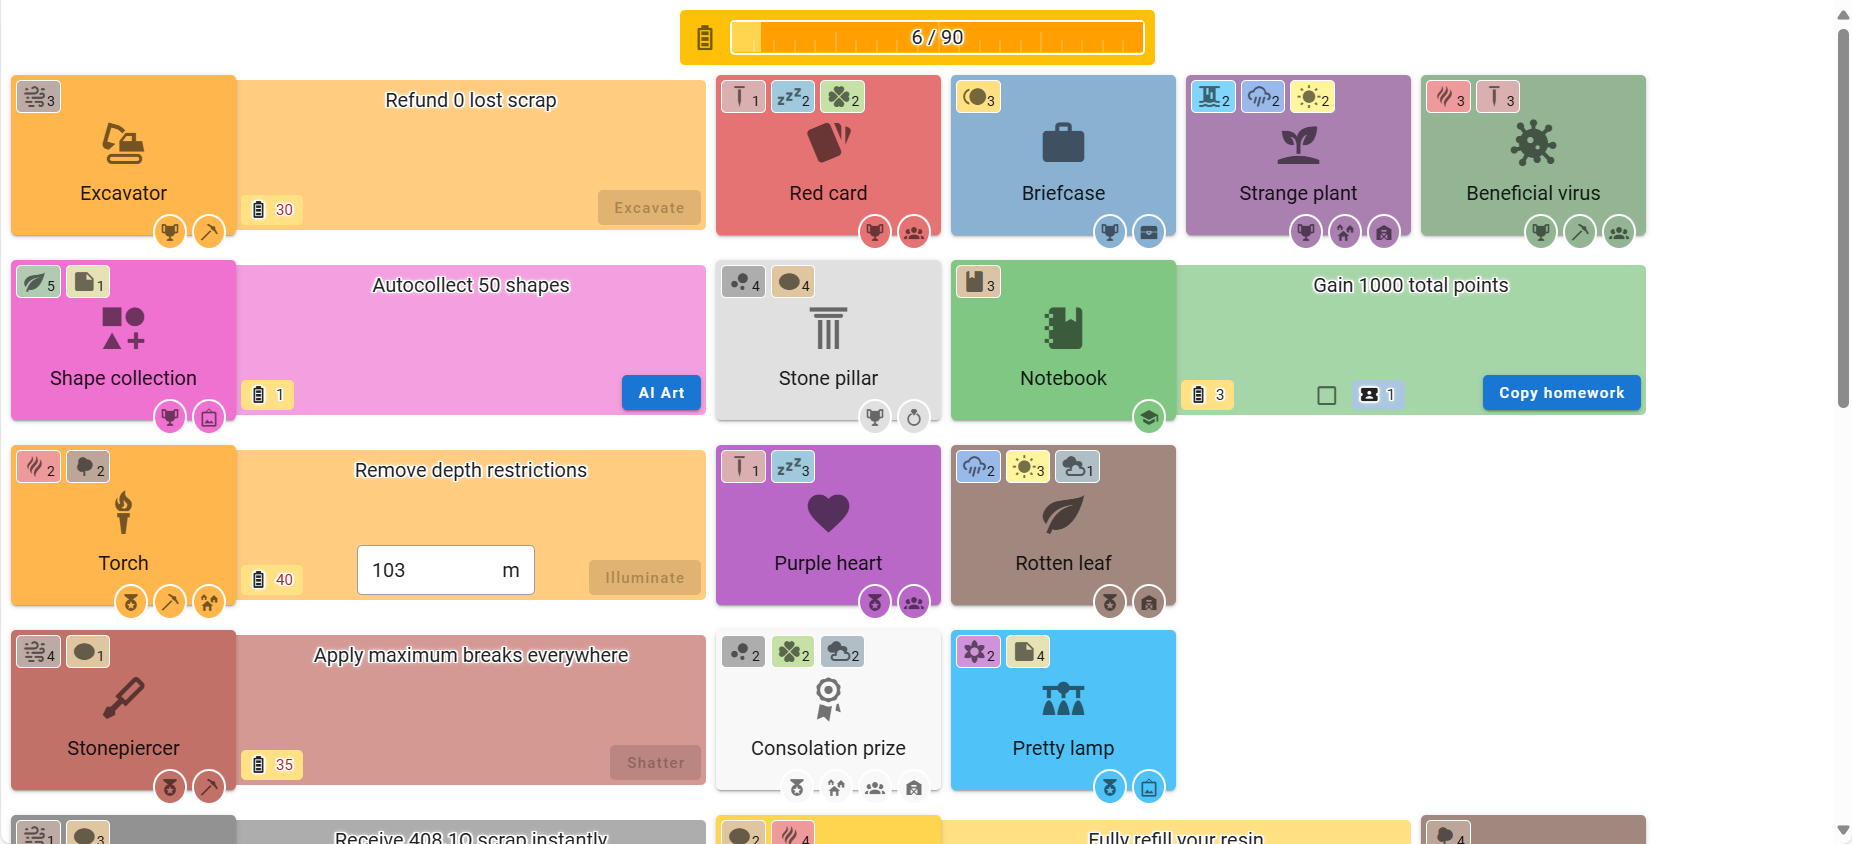 6 / 90
3
Excavator
Refund 0 lost scrap
30
Excavate
1 zzz2 2
Red card
3
Briefcase
2 2 2
Strange plant
3 3
Beneficial virus
5 1
Shape collection
Autocollect 50 shapes
1
AI Art
4 4
Stone pillar
3
Notebook
Gain 1000 total points
3
1
Copy homework
2 2
Torch
Remove depth restrictions
40
103 m
Illuminate
1 zzz3
Purple heart
2 3 1
Rotten leaf
4 1
Stonepiercer
Apply maximum breaks everywhere
35
Shatter
2 2 2
Consolation prize
2 4
Pretty lamp
1 3
Receive 408.1Q scrap instantly
2 4
Fully refill your resin
4